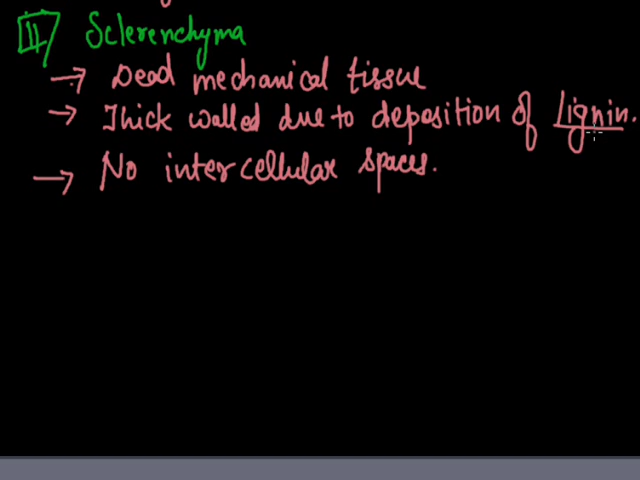 II Sclerenchyma
→ Dead mechanical tissue
→ Thick walled due to deposition of Lignin.
→ No intercellular spaces.